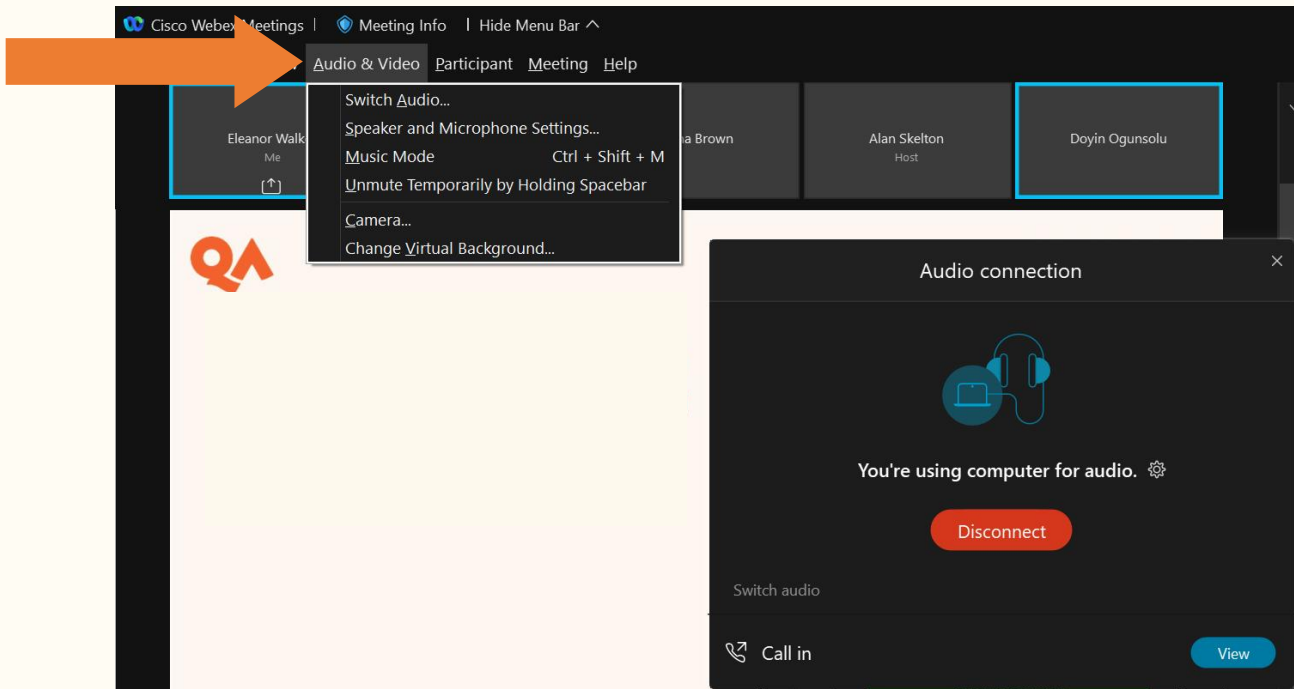 Cisco Webex Meetings | Meeting Info | Hide Menu Bar
Audio & Video Participant Meeting Help
Switch Audio...
Speaker and Microphone Settings...
Music Mode Ctrl + Shift + M
Unmute Temporarily by Holding Spacebar
Camera...
Change Virtual Background...
Eleanor
Me
Brown
Alan Skelton
Host
Doyin Ogunsolu
QA
Audio connection
You're using computer for audio.
Disconnect
Switch audio
Call in
View